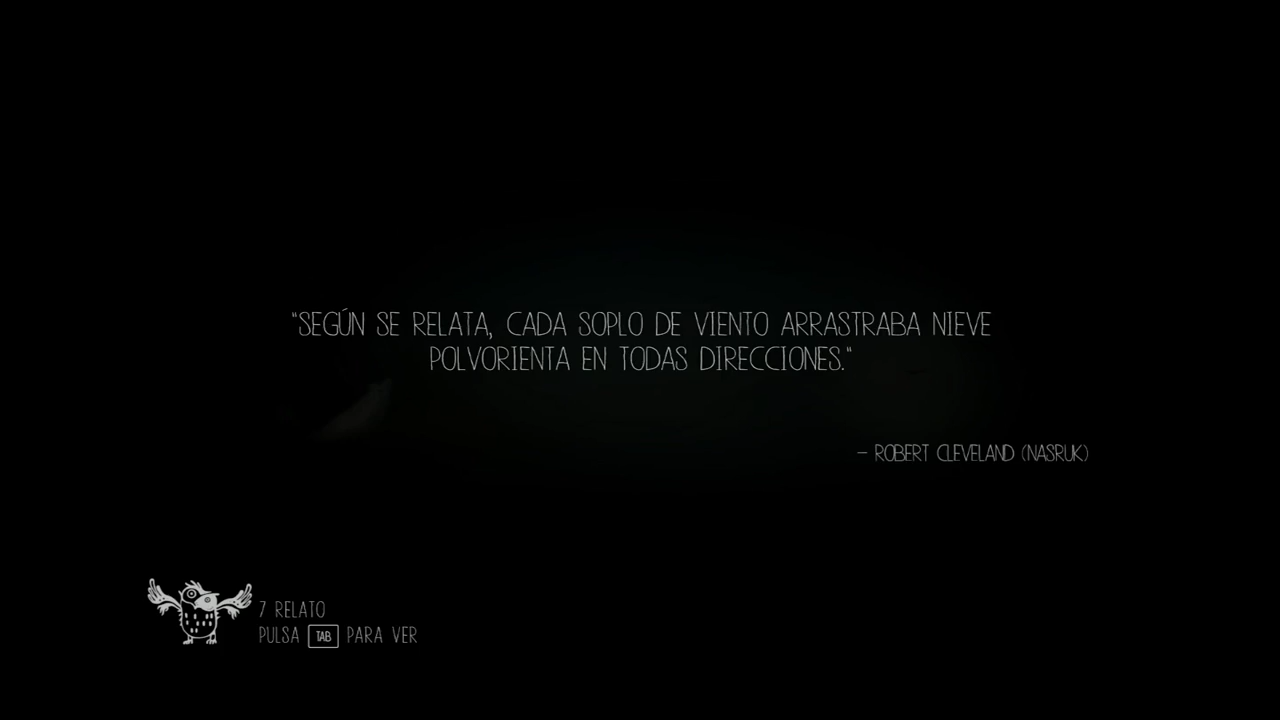 "SEGÚN SE RELATA, CADA SOPLO DE VIENTO ARRASTRABA NIEVE
POLVORIENTA EN TODAS DIRECCIONES."
– ROBERT CLEVELAND (NASRUK)
7 RELATO
PULSA TAB PARA VER